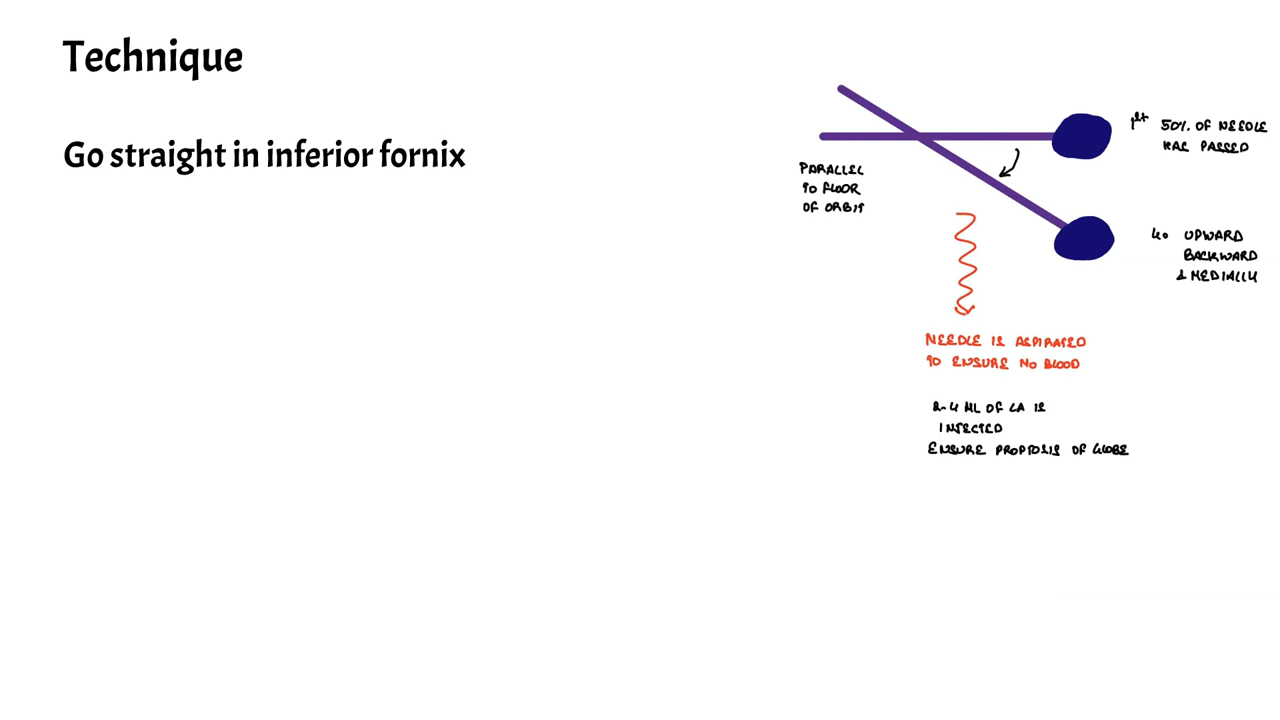 Technique
Go straight in inferior fornix
1st 50% OF NEEDLE
HAS PASSED
PARALLEL
TO FLOOR
OF ORBIT
GO UPWARD
BACKWARD
& MEDIALLY
NEEDLE IS ASPIRATED
TO ENSURE NO BLOOD
2-4 ML OF LA IS
INJECTED
ENSURE PROPTOSIS OF GLOBE